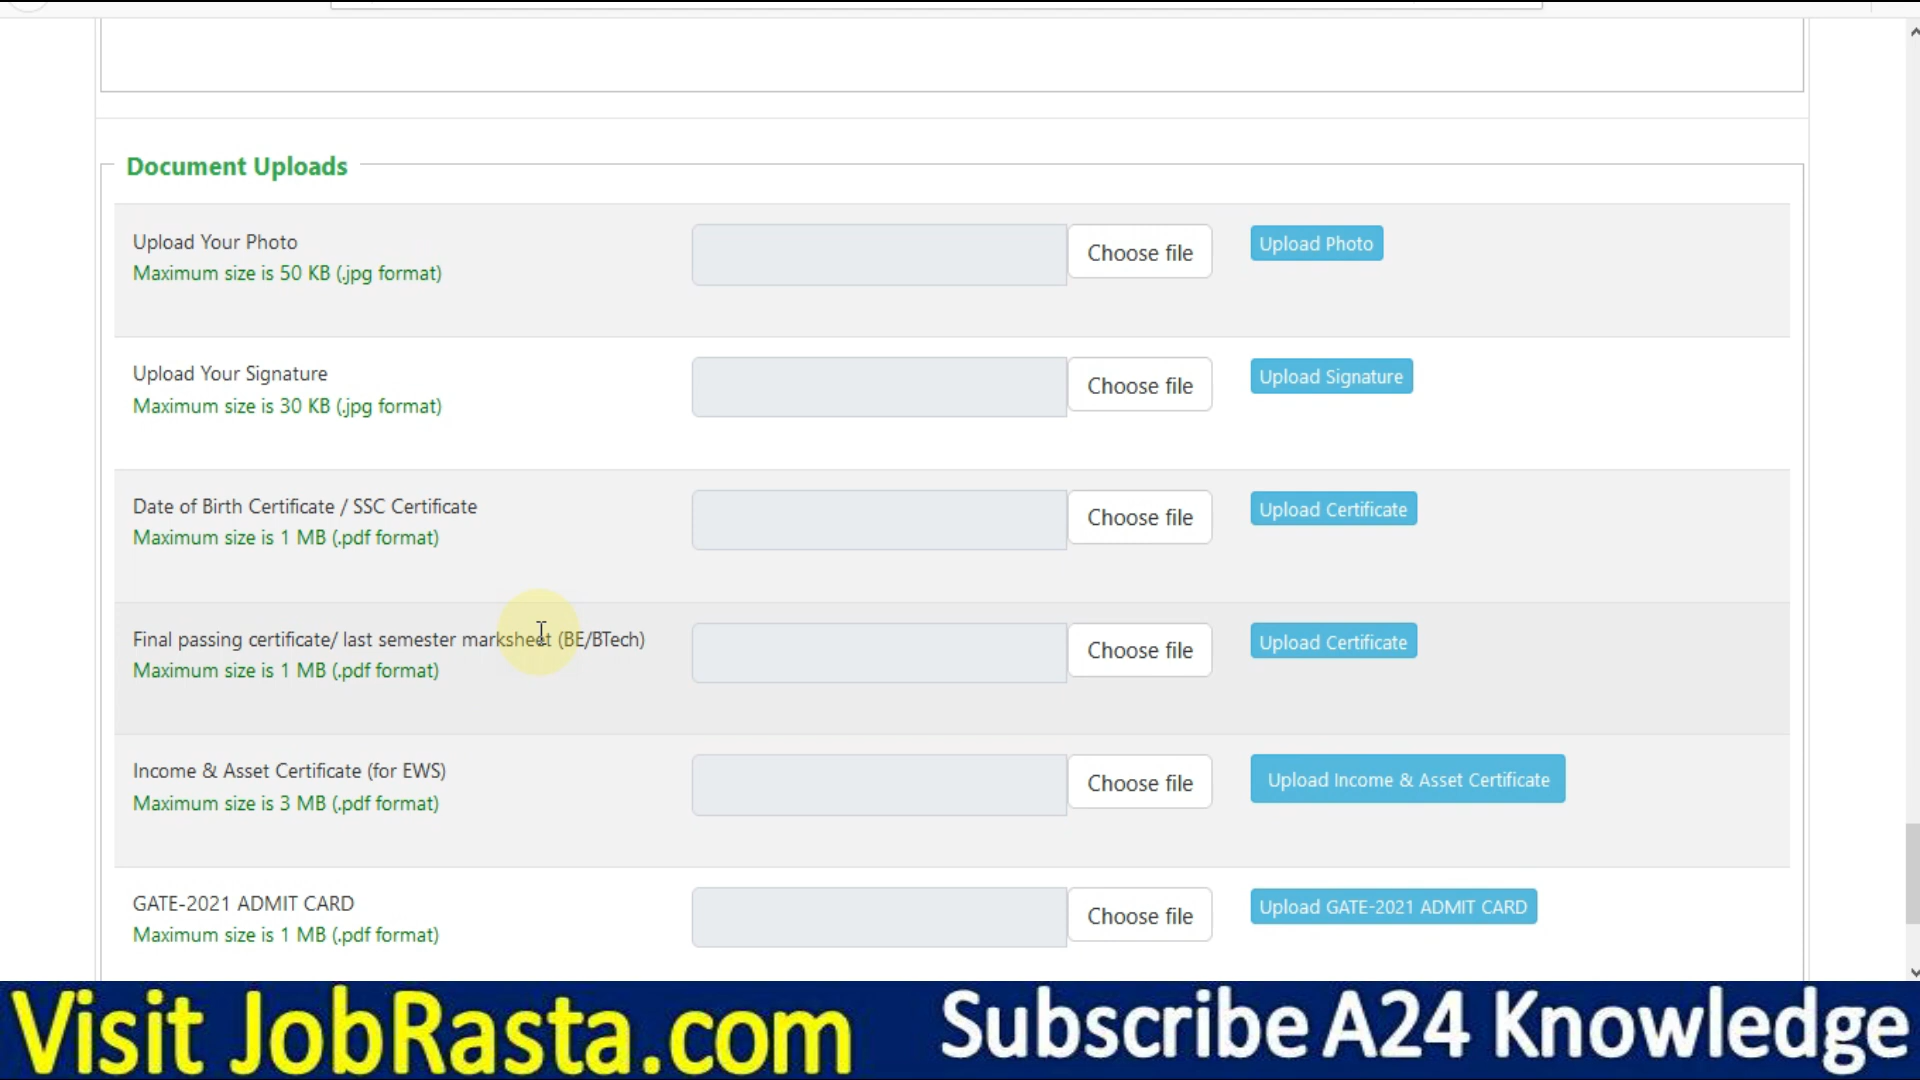 Document Uploads
Upload Your Photo
Maximum size is 50 KB (.jpg format)
Choose file
Upload Photo
Upload Your Signature
Maximum size is 30 KB (.jpg format)
Choose file
Upload Signature
Date of Birth Certificate / SSC Certificate
Maximum size is 1 MB (.pdf format)
Choose file
Upload Certificate
Final passing certificate/ last semester marksheet (BE/BTech)
Maximum size is 1 MB (.pdf format)
Choose file
Upload Certificate
Income & Asset Certificate (for EWS)
Maximum size is 3 MB (.pdf format)
Choose file
Upload Income & Asset Certificate
GATE-2021 ADMIT CARD
Maximum size is 1 MB (.pdf format)
Choose file
Upload GATE-2021 ADMIT CARD
Visit JobRasta.com
Subscribe A24 Knowledge